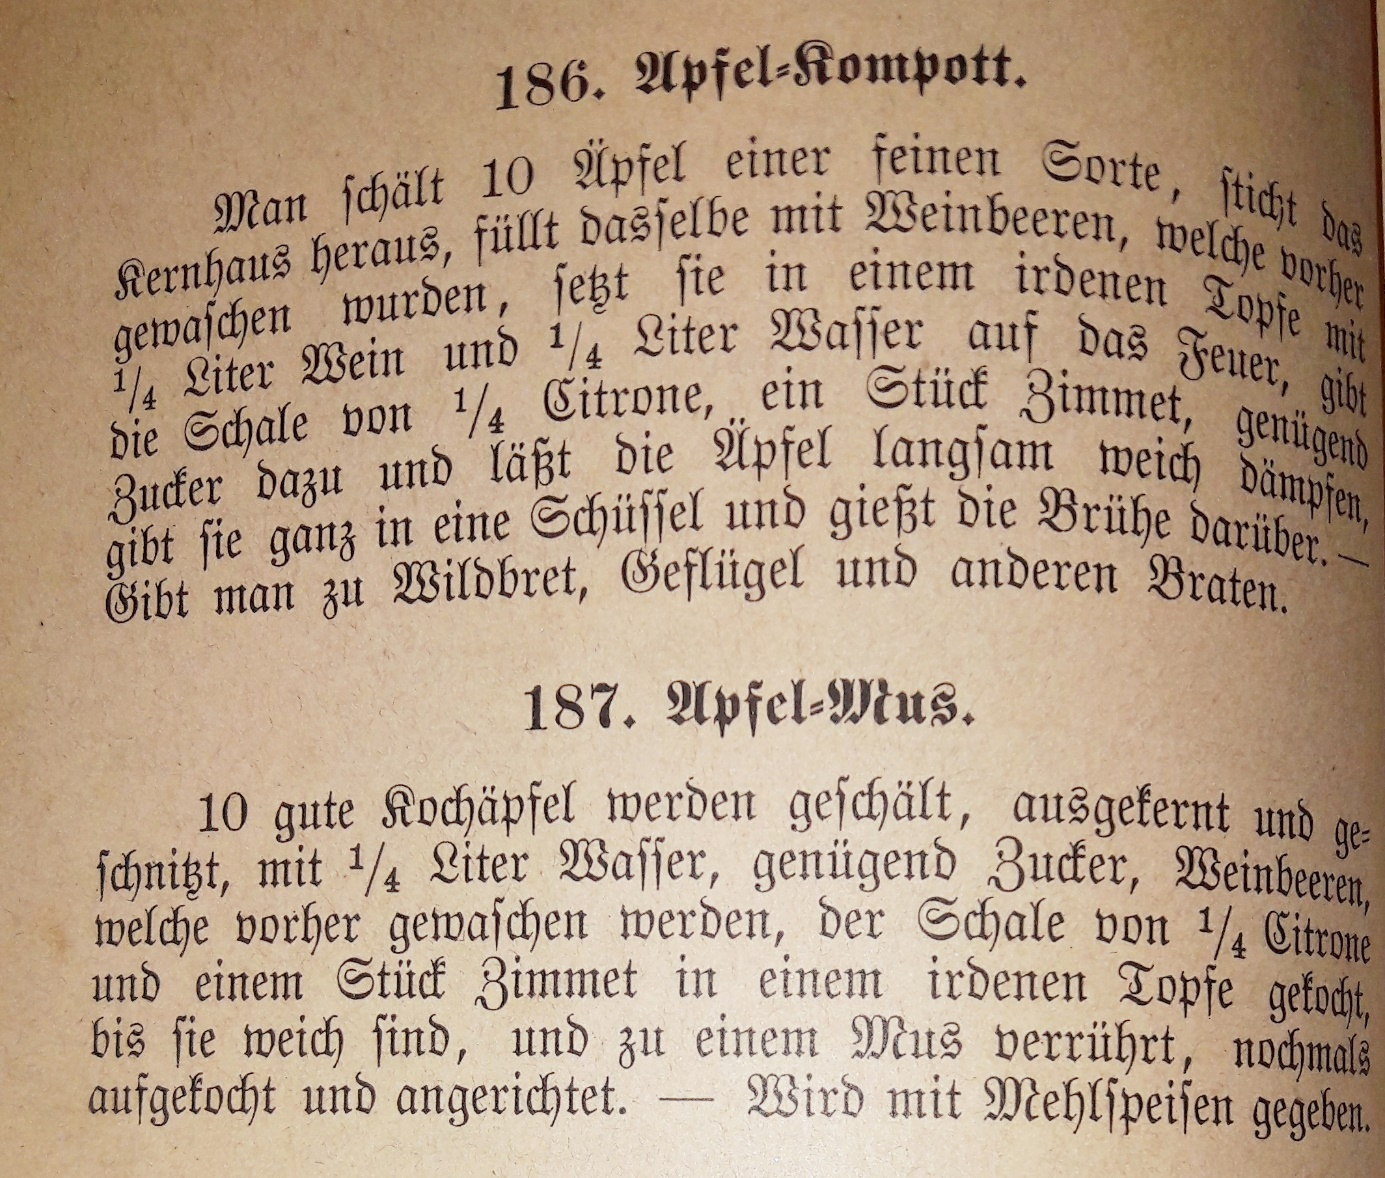 186. Apfel-Kompott.
Man schält 10 Äpfel einer feinen Sorte, sticht das
Kernhaus heraus, füllt dasselbe mit Weinbeeren, welche vorher
gewaschen wurden, setzt sie in einem irdenen Topfe mit
1/4 Liter Wein und 1/4 Liter Wasser auf das Feuer, gibt
die Schale von 1/4 Citrone, ein Stück Zimmet, genügend
Zucker dazu und läßt die Äpfel langsam weich dämpfen,
gibt sie ganz in eine Schüssel und gießt die Brühe darüber. —
Gibt man zu Wildbret, Geflügel und anderen Braten.
187. Apfel-Mus.
10 gute Kochäpfel werden geschält, ausgekernt und ge-
schnitzt, mit 1/4 Liter Wasser, genügend Zucker, Weinbeeren,
welche vorher gewaschen werden, der Schale von 1/4 Citrone
und einem Stück Zimmet in einem irdenen Topfe gekocht,
bis sie weich sind, und zu einem Mus verrührt, nochmals
aufgekocht und angerichtet. — Wird mit Mehlspeisen gegeben.